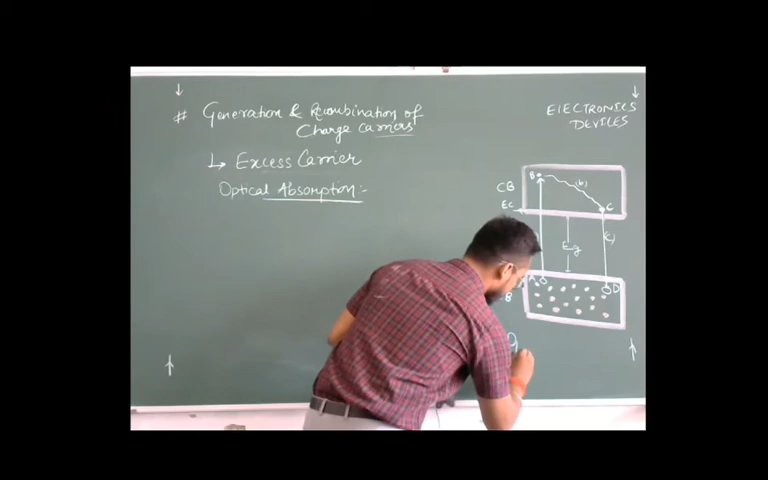 # Generation & Recombination of
Charge Carriers
↳ Excess Carrier
Optical Absorption:-
ELECTRONICS
DEVICES
CB
EC
B
(b)
C
Eg
A
D
B